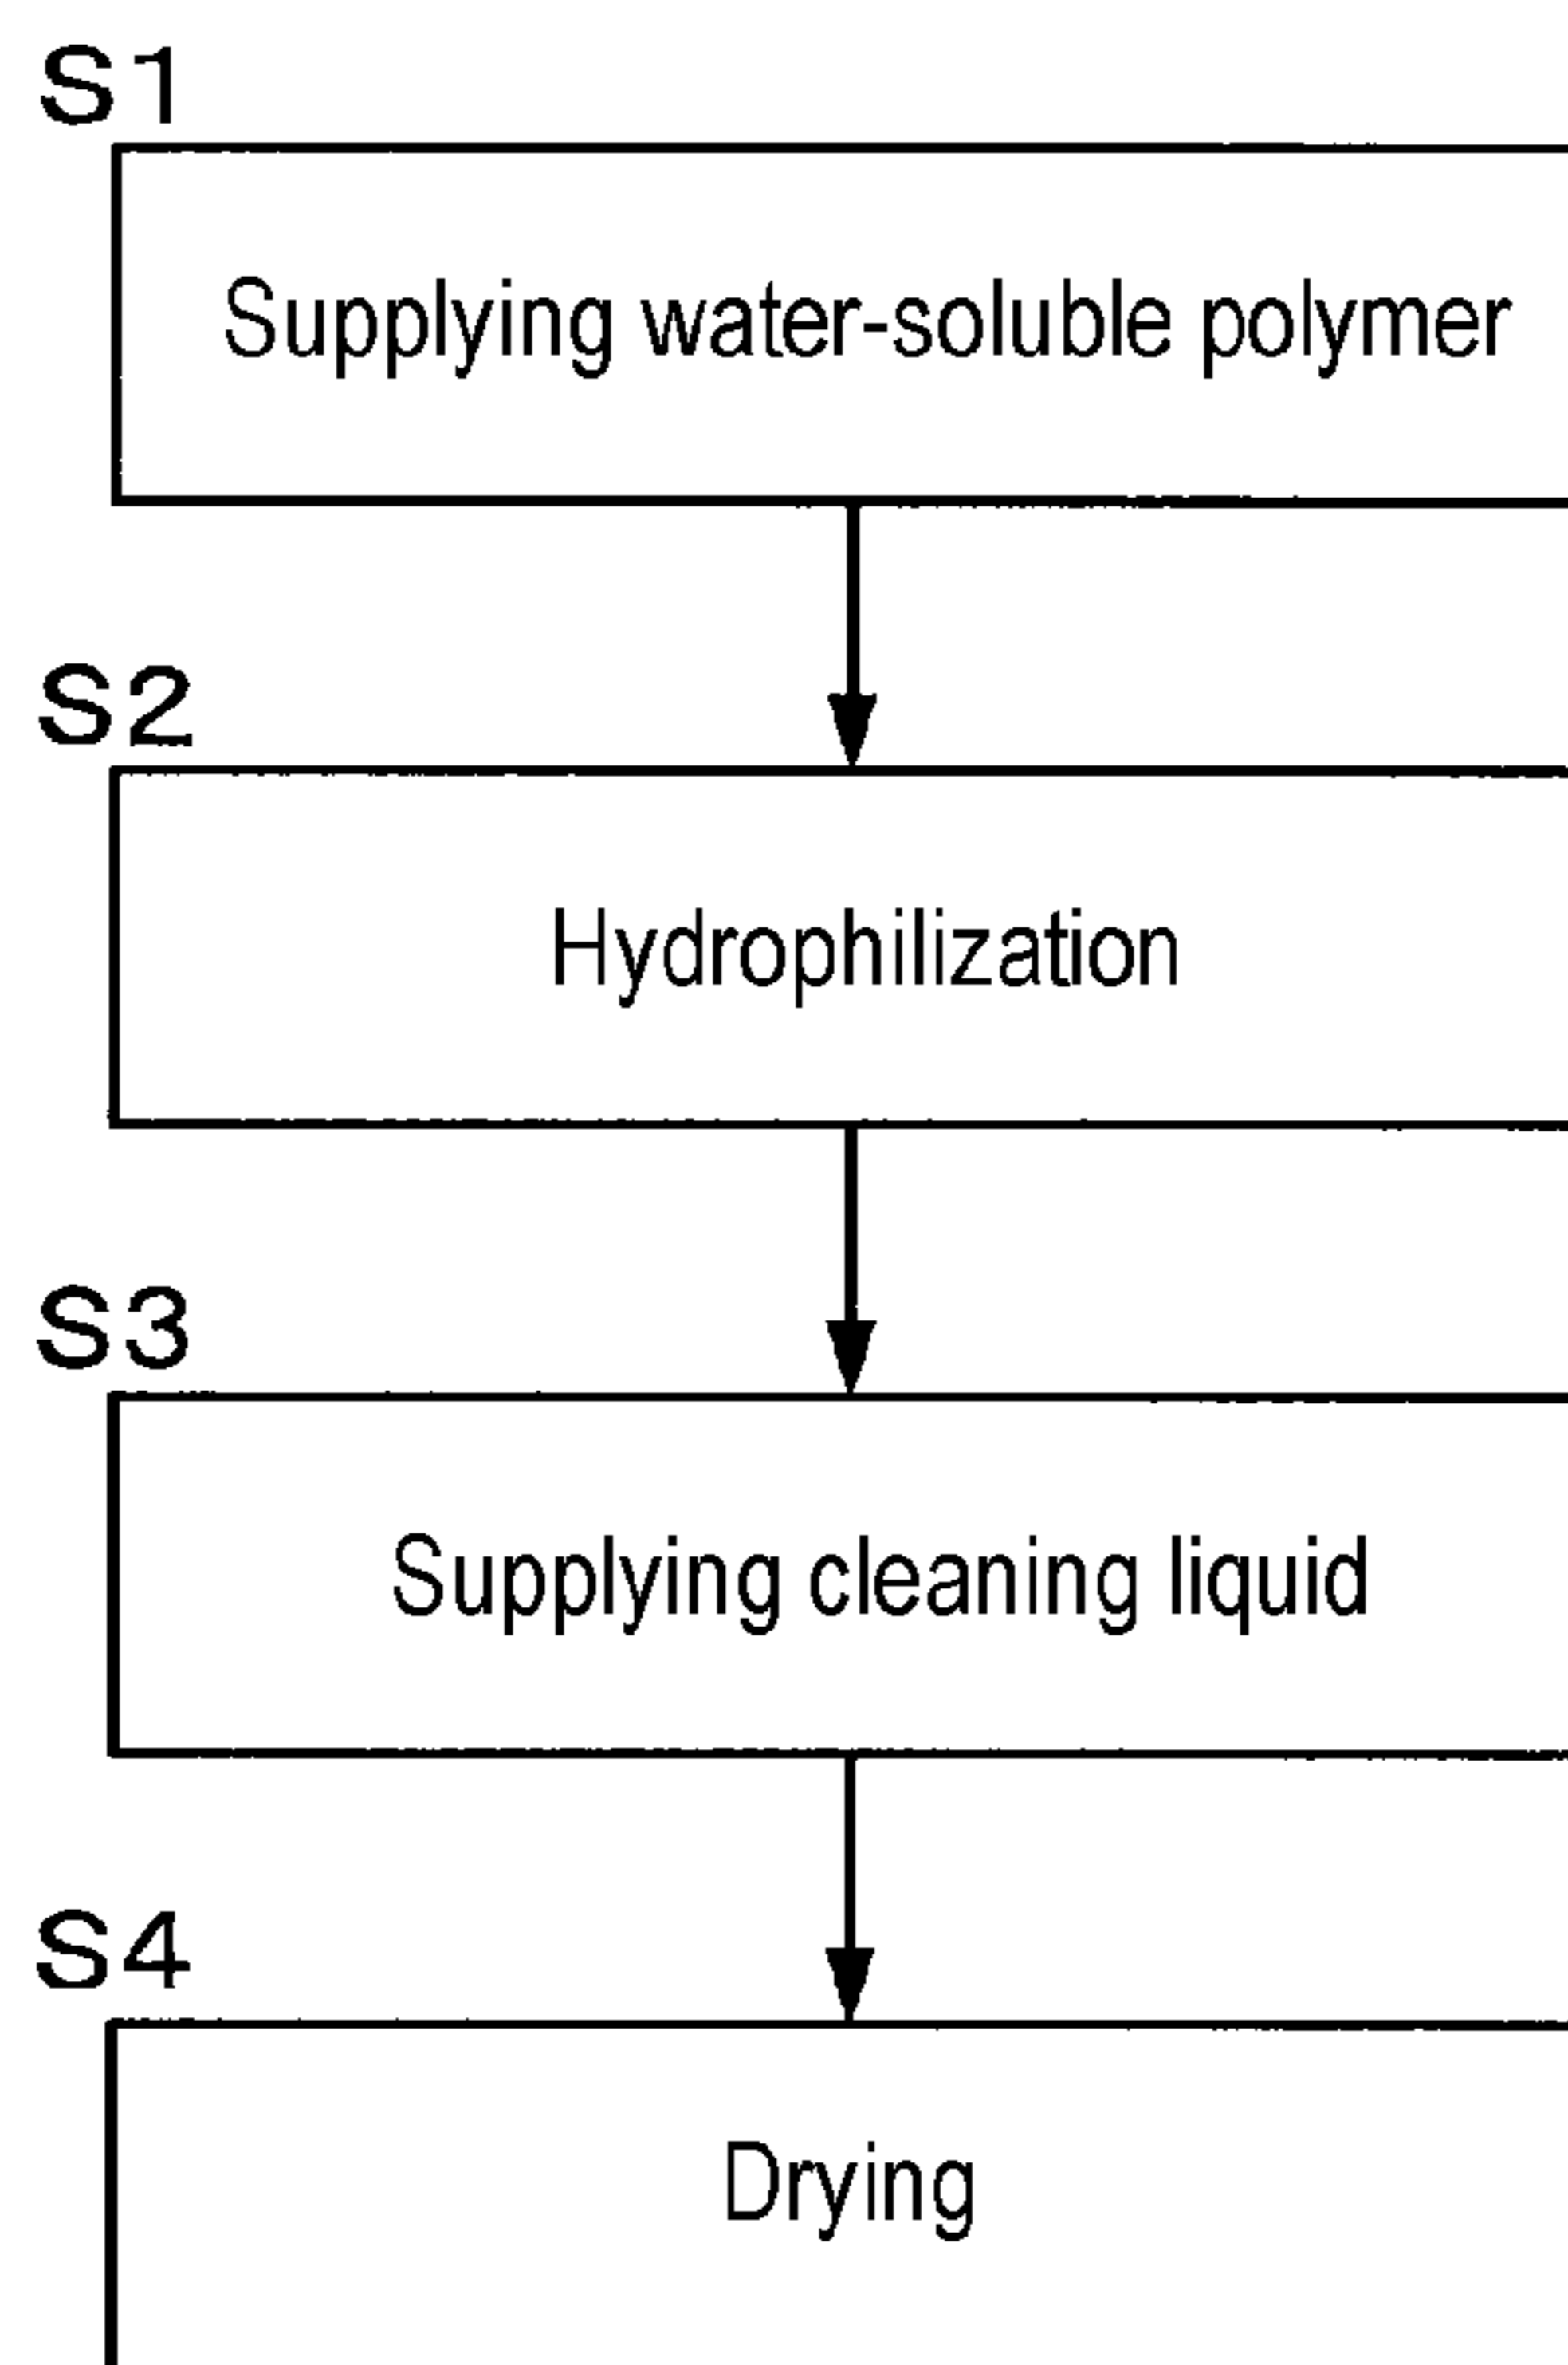 S1
Supplying water-soluble polymer
S2
Hydrophilization
S3
Supplying cleaning liquid
S4
Drying